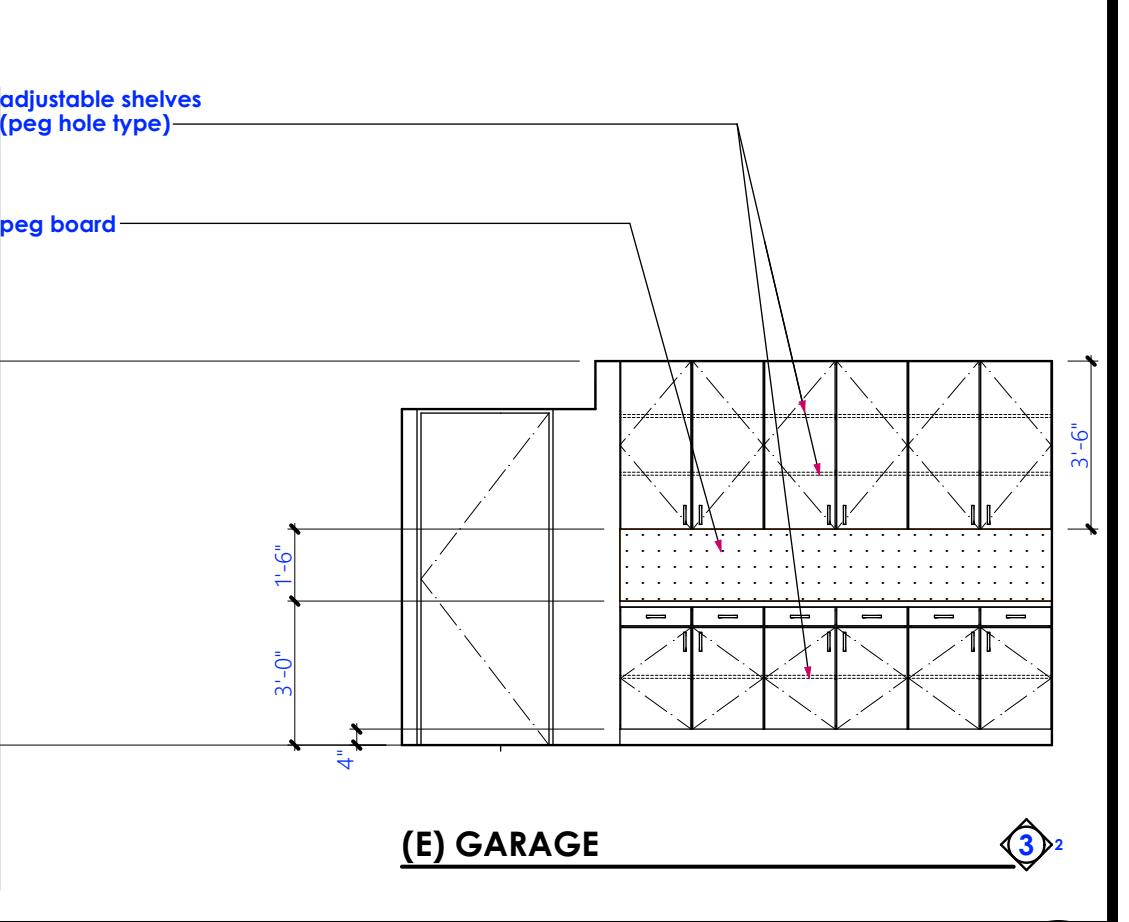 adjustable shelves
(peg hole type)
peg board
3'-6"
1'-6"
3'-0"
4"
(E) GARAGE
3
2